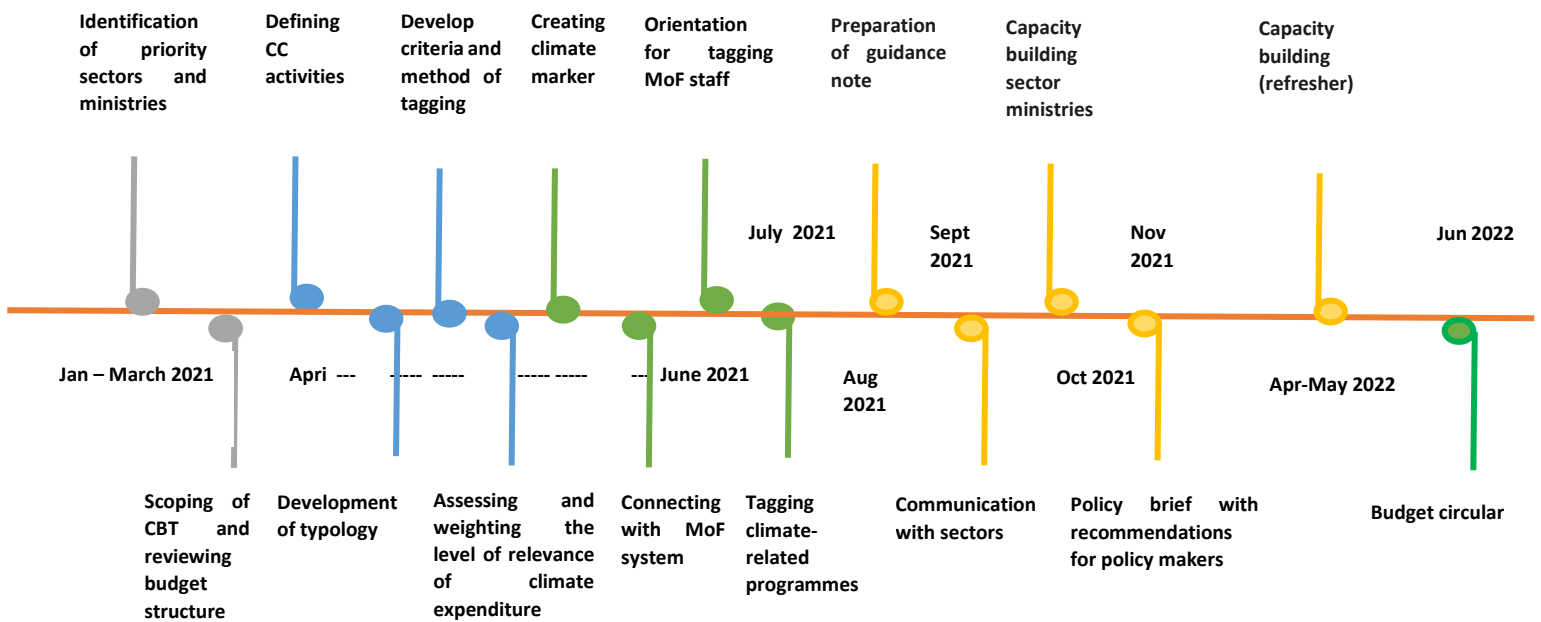 Identification
of priority
sectors and
ministries
Defining
CC
activities
Develop
criteria and
method of
tagging
Creating
climate
marker
Orientation
for tagging
MoF staff
Preparation
of guidance
note
Capacity
building
sector
ministries
Capacity
building
(refresher)
July 2021
Sept
2021
Nov
2021
Jun 2022
Jan – March 2021
Apri --- ----- ----- ----- ----- --- June 2021
Aug
2021
Oct 2021
Apr-May 2022
Scoping of
CBT and
reviewing
budget
structure
Development
of typology
Assessing and
weighting the
level of relevance
of climate
expenditure
Connecting
with MoF
system
Tagging
climate-
related
programmes
Communication
with sectors
Policy brief with
recommendations
for policy makers
Budget circular